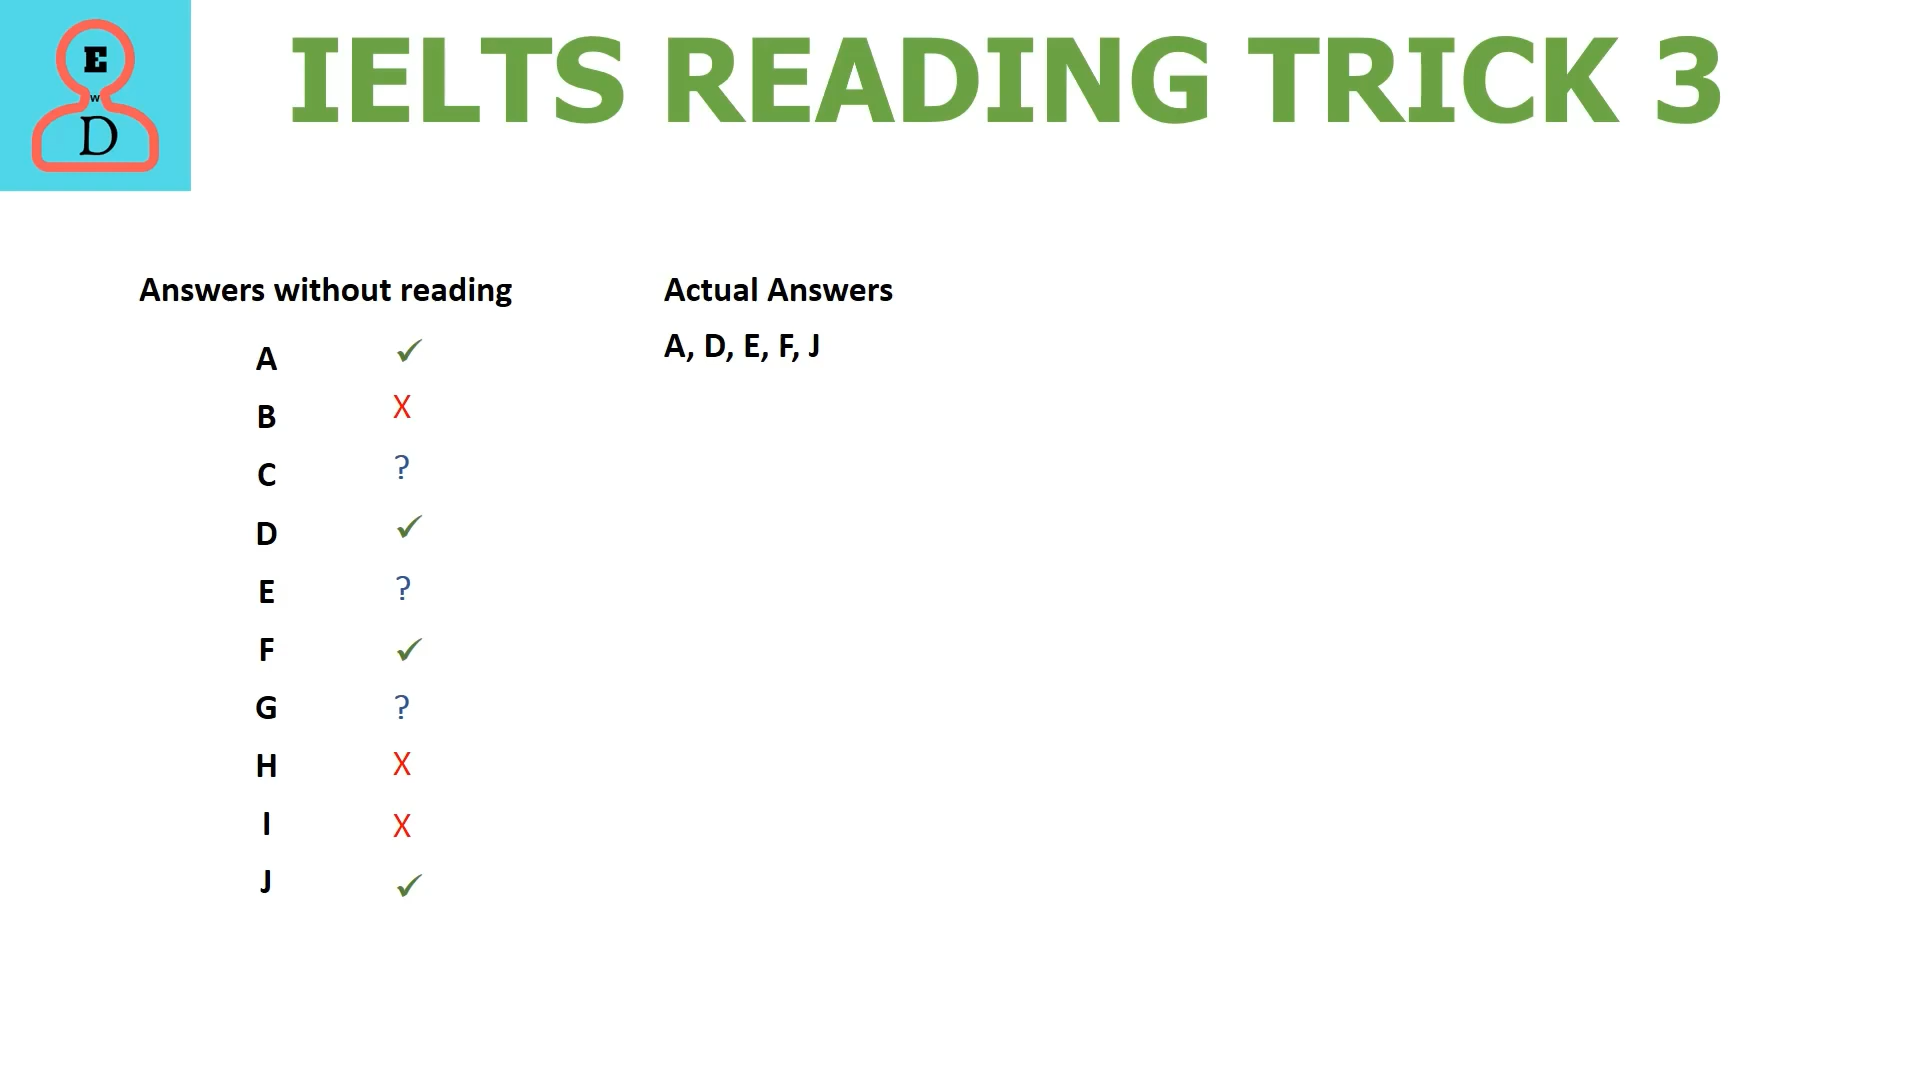 E
w
D
IELTS READING TRICK 3
Answers without reading
A ✓
B X
C ?
D ✓
E ?
F ✓
G ?
H X
I X
J ✓
Actual Answers
A, D, E, F, J